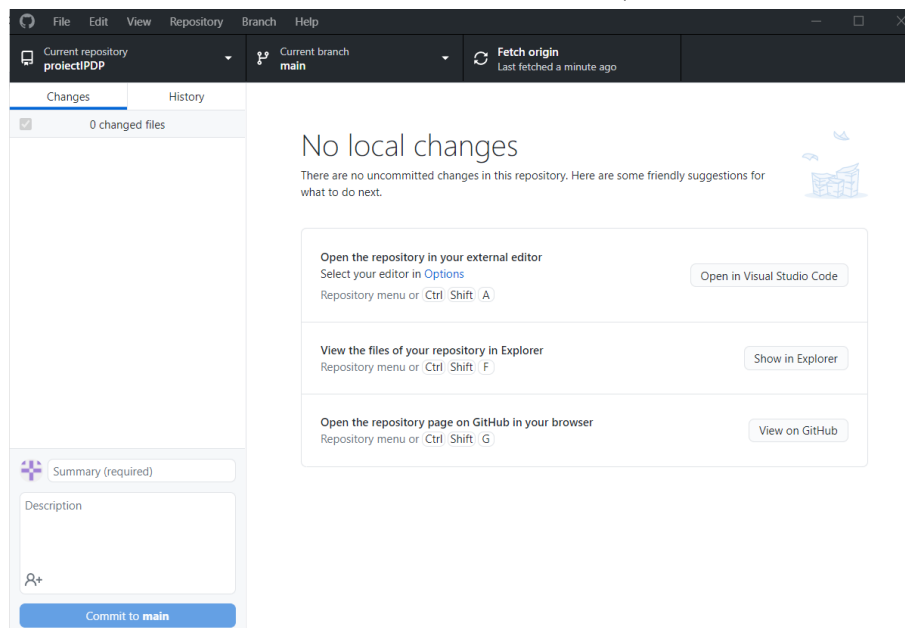 File Edit View Repository Branch Help
Current repository
proiectIPDP
Current branch
main
Fetch origin
Last fetched a minute ago
Changes History
0 changed files
No local changes
There are no uncommitted changes in this repository. Here are some friendly suggestions for
what to do next.
Open the repository in your external editor
Select your editor in Options
Repository menu or Ctrl Shift A
Open in Visual Studio Code
View the files of your repository in Explorer
Repository menu or Ctrl Shift F
Show in Explorer
Open the repository page on GitHub in your browser
Repository menu or Ctrl Shift G
View on GitHub
Summary (required)
Description
Commit to main